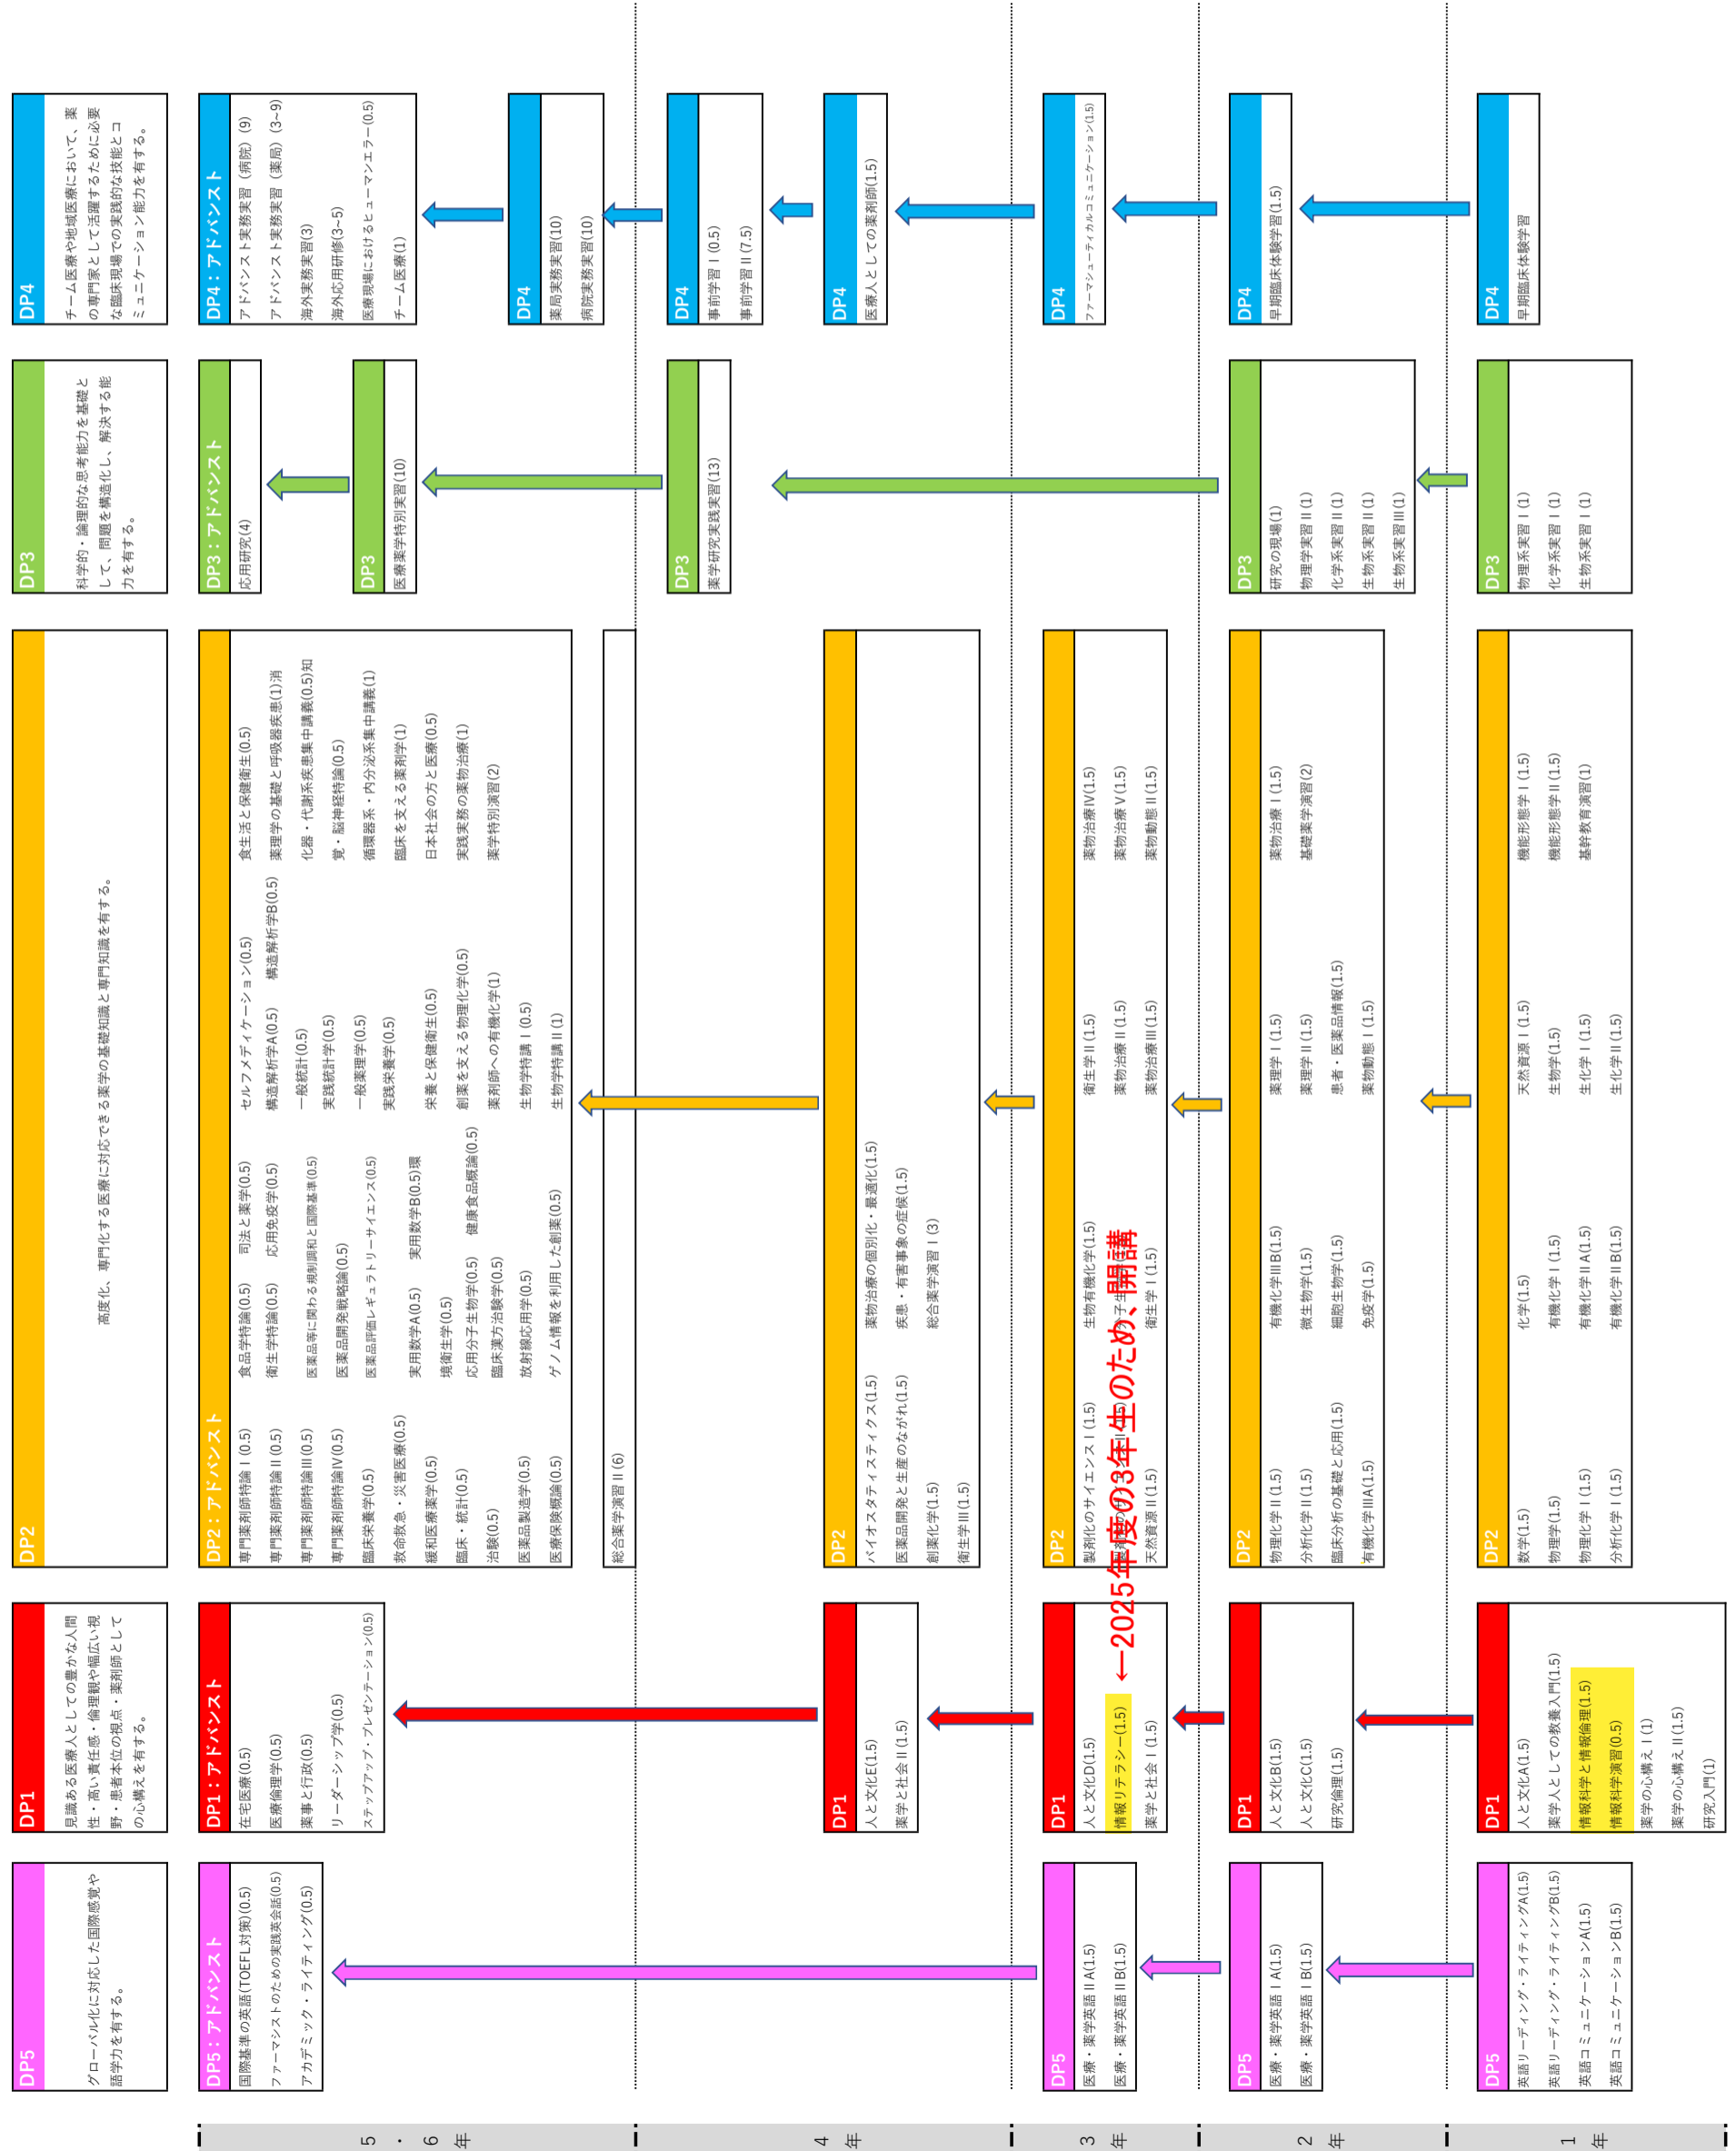 DP5
グローバル化に対応した国際感覚や
語学力を有する。
DP1
見識ある医療人としての豊かな人間
性・高い責任感・倫理観や幅広い視
野・患者本位の視点・薬剤師として
の心構えを有する。
DP2
高度化、専門化する医療に対応できる薬学の基礎知識と専門知識を有する。
DP3
科学的・論理的な思考能力を基礎と
して、問題を構造化し、解決する能
力を有する。
DP4
チーム医療や地域医療において、薬
の専門家として活躍するために必要
な臨床現場での実践的な技能とコ
ミュニケーション能力を有する。
5・6年
DP5：アドバンスト
国際基準の英語(TOEFL対策)(0.5)
ファーマシストのための実践英会話(0.5)
アカデミック・ライティング(0.5)
DP1：アドバンスト
在宅医療(0.5)
医療倫理学(0.5)
薬事と行政(0.5)
リーダーシップ学(0.5)
ステップアップ・プレゼンテーション(0.5)
DP2：アドバンスト
専門薬剤師特論Ⅰ(0.5)
専門薬剤師特論Ⅱ(0.5)
専門薬剤師特論Ⅲ(0.5)
専門薬剤師特論Ⅳ(0.5)
臨床栄養学(0.5)
救命救急・災害医療(0.5)
緩和医療薬学(0.5)
臨床・統計(0.5)
治験(0.5)
医薬品製造学(0.5)
医療保険概論(0.5)
食品学特論(0.5) 司法と薬学(0.5)
衛生学特論(0.5) 応用免疫学(0.5)
医薬品等に関わる規制調和と国際基準(0.5)
医薬品開発戦略論(0.5)
医薬品評価レギュラトリーサイエンス(0.5)
実用数学A(0.5) 実用数学B(0.5)環
境衛生学(0.5)
応用分子生物学(0.5) 健康食品概論(0.5)
臨床漢方治験学(0.5)
放射線応用学(0.5)
ゲノム情報を利用した創薬(0.5)
セルフメディケーション(0.5)
構造解析学A(0.5) 構造解析学B(0.5)
一般統計(0.5)
実践統計学(0.5)
一般薬理学(0.5)
実践栄養学(0.5)
栄養と保健衛生(0.5)
創薬を支える物理化学(0.5)
薬剤師への有機化学(1)
生物学特講Ⅰ(0.5)
生物学特講Ⅱ(1)
食生活と保健衛生(0.5)
薬理学の基礎と呼吸器疾患(1)消
化器・代謝系疾患集中講義(0.5)知
覚・脳神経特論(0.5)
循環器系・内分泌系集中講義(1)
臨床を支える薬剤学(1)
日本社会の方と医療(0.5)
実践実務の薬物治療(1)
薬学特別演習(2)
総合薬学演習Ⅱ(6)
DP3：アドバンスト
応用研究(4)
DP3
医療薬学特別実習(10)
DP4：アドバンスト
アドバンスト実務実習（病院）(9)
アドバンスト実務実習（薬局）(3~9)
海外実務実習(3)
海外応用研修(3~5)
医療現場におけるヒューマンエラー(0.5)
チーム医療(1)
DP4
薬局実務実習(10)
病院実務実習(10)
4年
DP1
人と文化E(1.5)
薬学と社会Ⅱ(1.5)
DP2
バイオスタティスティクス(1.5)
医薬品開発と生産のながれ(1.5)
創薬化学(1.5)
衛生学Ⅲ(1.5)
薬物治療の個別化・最適化(1.5)
疾患・有害事象の症候(1.5)
総合薬学演習Ⅰ(3)
DP3
薬学研究実践実習(13)
DP4
事前学習Ⅰ(0.5)
事前学習Ⅱ(7.5)
DP4
医療人としての薬剤師(1.5)
3年
DP5
医療・薬学英語ⅡA(1.5)
医療・薬学英語ⅡB(1.5)
DP1
人と文化D(1.5)
情報リテラシー(1.5)
薬学と社会Ⅰ(1.5)
←2025年度の3年生のため、開講
DP2
製剤化のサイエンスⅠ(1.5)
天然資源Ⅱ(1.5)
生物有機化学(1.5)
衛生学Ⅰ(1.5)
衛生学Ⅱ(1.5)
薬物治療Ⅱ(1.5)
薬物治療Ⅲ(1.5)
薬物治療Ⅳ(1.5)
薬物治療Ⅴ(1.5)
薬物動態Ⅱ(1.5)
DP4
ファーマシューティカルコミュニケーション(1.5)
2年
DP5
医療・薬学英語ⅠA(1.5)
医療・薬学英語ⅠB(1.5)
DP1
人と文化B(1.5)
人と文化C(1.5)
研究倫理(1.5)
DP2
物理化学Ⅱ(1.5)
分析化学Ⅱ(1.5)
臨床分析の基礎と応用(1.5)
有機化学ⅢA(1.5)
有機化学ⅢB(1.5)
微生物学(1.5)
細胞生物学(1.5)
免疫学(1.5)
薬理学Ⅰ(1.5)
薬理学Ⅱ(1.5)
患者・医薬品情報(1.5)
薬物動態Ⅰ(1.5)
薬物治療Ⅰ(1.5)
基礎薬学演習(2)
DP3
研究の現場(1)
物理学実習Ⅱ(1)
化学系実習Ⅱ(1)
生物系実習Ⅱ(1)
生物系実習Ⅲ(1)
DP4
早期臨床体験学習(1.5)
1年
DP5
英語リーディング・ライティングA(1.5)
英語リーディング・ライティングB(1.5)
英語コミュニケーションA(1.5)
英語コミュニケーションB(1.5)
DP1
人と文化A(1.5)
薬学人としての教養入門(1.5)
情報科学と情報倫理(1.5)
情報科学演習(0.5)
薬学の心構えⅠ(1)
薬学の心構えⅡ(1.5)
研究入門(1)
DP2
数学(1.5)
物理学(1.5)
物理化学Ⅰ(1.5)
分析化学Ⅰ(1.5)
化学(1.5)
有機化学Ⅰ(1.5)
有機化学ⅡA(1.5)
有機化学ⅡB(1.5)
天然資源Ⅰ(1.5)
生物学(1.5)
生化学Ⅰ(1.5)
生化学Ⅱ(1.5)
機能形態学Ⅰ(1.5)
機能形態学Ⅱ(1.5)
基幹教育演習(1)
DP3
物理系実習Ⅰ(1)
化学系実習Ⅰ(1)
生物系実習Ⅰ(1)
DP4
早期臨床体験学習